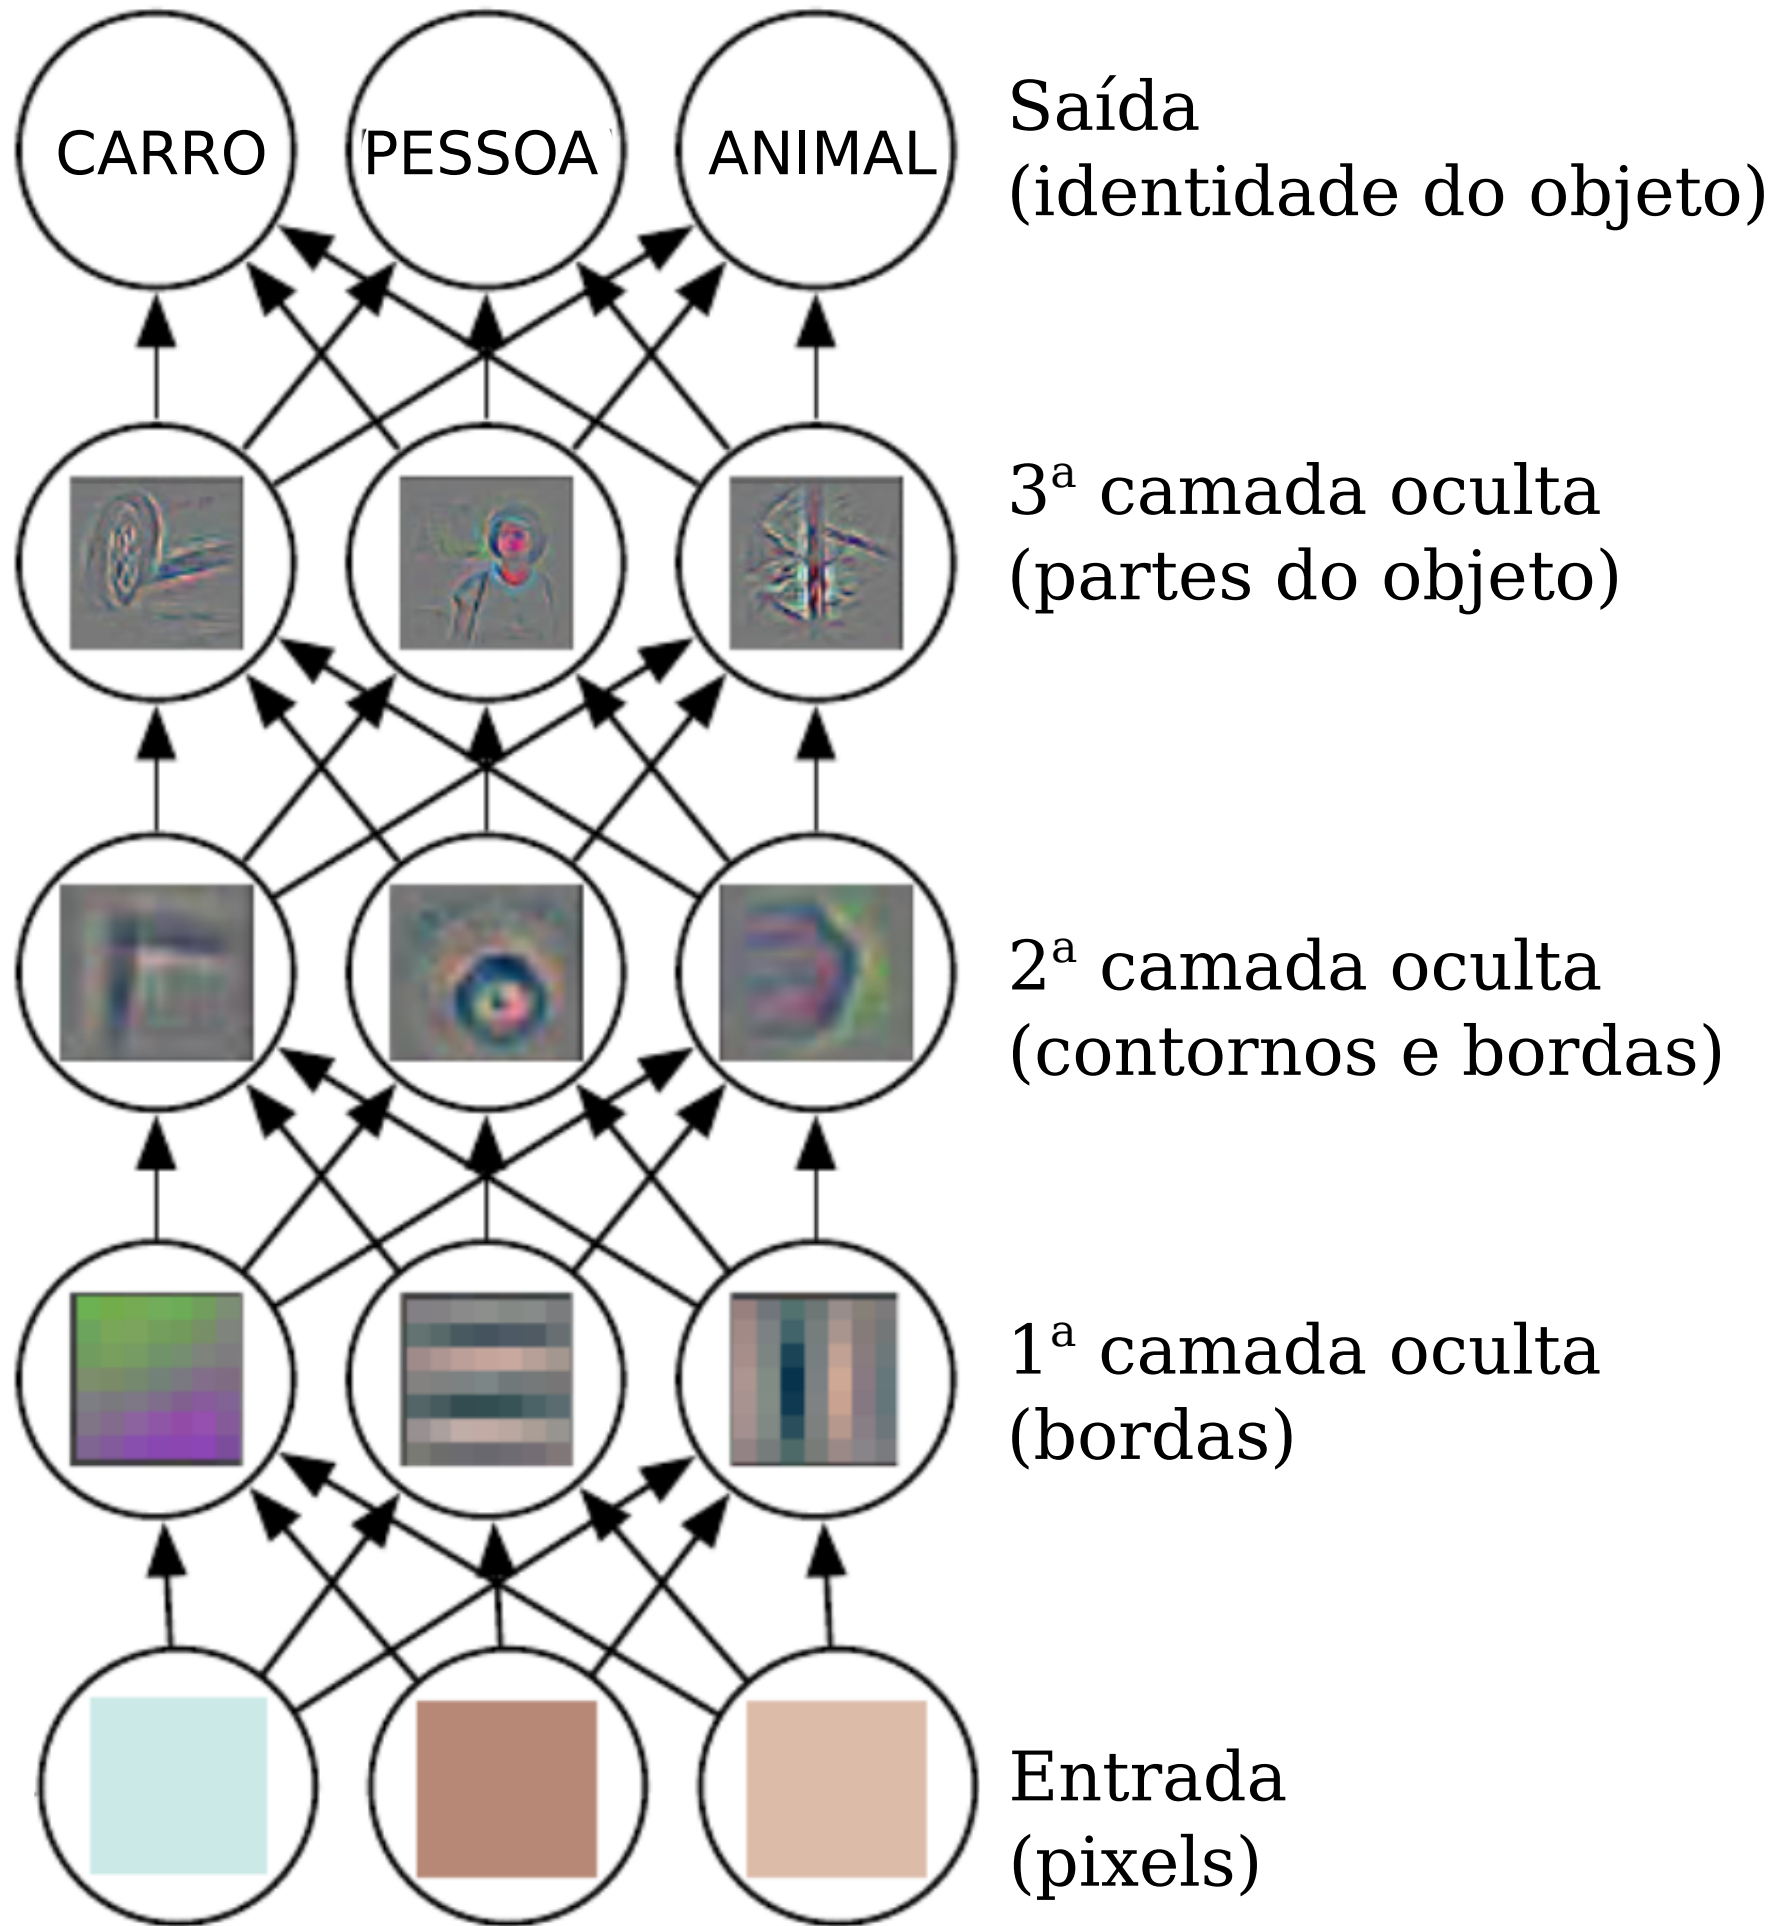 CARRO PESSOA ANIMAL
Saída
(identidade do objeto)
3ª camada oculta
(partes do objeto)
2ª camada oculta
(contornos e bordas)
1ª camada oculta
(bordas)
Entrada
(pixels)